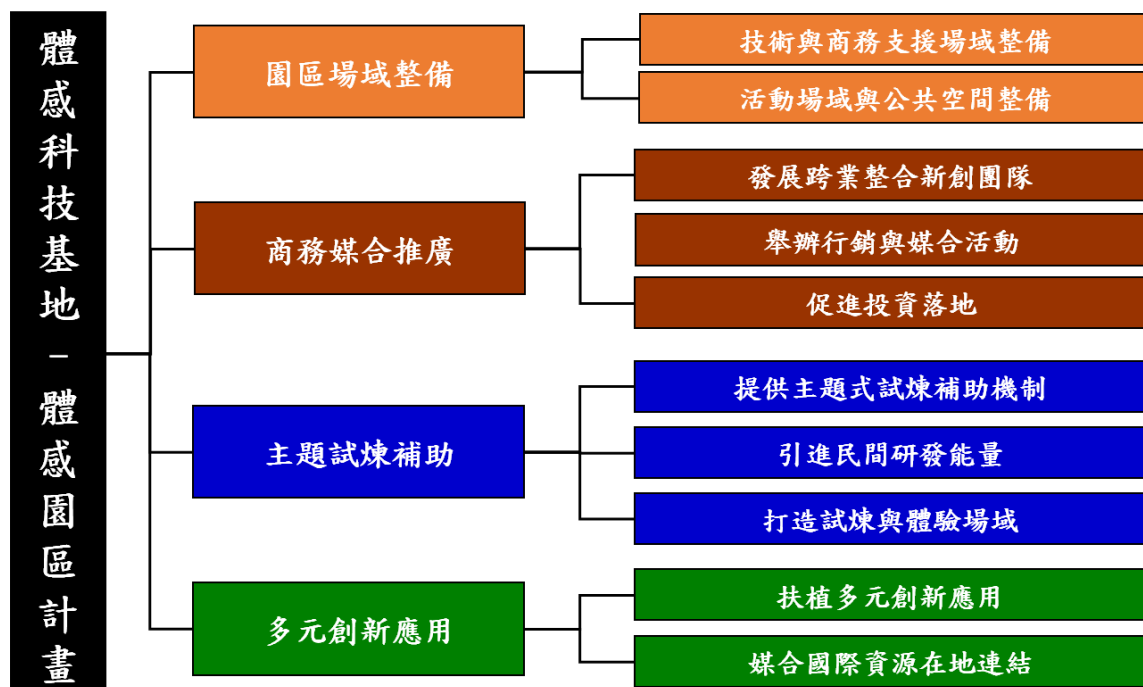 體感科技基地–體感園區計畫
園區場域整備
技術與商務支援場域整備
活動場域與公共空間整備
商務媒合推廣
發展跨業整合新創團隊
舉辦行銷與媒合活動
促進投資落地
主題試煉補助
提供主題式試煉補助機制
引進民間研發能量
打造試煉與體驗場域
多元創新應用
扶植多元創新應用
媒合國際資源在地連結